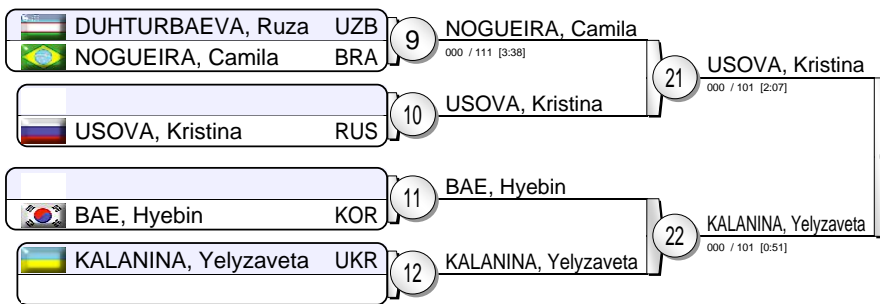 DUHTURBAEVA, Ruza UZB
NOGUEIRA, Camila BRA
9
NOGUEIRA, Camila
000 / 111 [3:38]
USOVA, Kristina RUS
10
USOVA, Kristina
21
USOVA, Kristina
000 / 101 [2:07]
BAE, Hyebin KOR
11
BAE, Hyebin
KALANINA, Yelyzaveta UKR
12
KALANINA, Yelyzaveta
22
KALANINA, Yelyzaveta
000 / 101 [0:51]